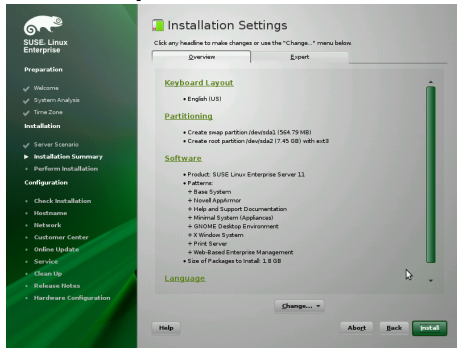 SUSE. Linux
Enterprise
Preparation
Welcome
System Analysis
Time Zone
Installation
Server Scenario
Installation Summary
Perform Installation
Configuration
Check Installation
Hostname
Network
Customer Center
Online Update
Service
Clean Up
Release Notes
Hardware Configuration
Installation Settings
Click any headline to make changes or use the "Change..." menu below.
Overview
Expert
Keyboard Layout
• English (US)
Partitioning
• Create swap partition /dev/sda1 (564.79 MB)
• Create root partition /dev/sda2 (7.45 GB) with ext3
Software
• Product: SUSE Linux Enterprise Server 11
• Patterns:
+ Base System
+ Novell AppArmor
+ Help and Support Documentation
+ Minimal System (Appliances)
+ GNOME Desktop Environment
+ X Window System
+ Print Server
+ Web-Based Enterprise Management
• Size of Packages to Install: 1.8 GB
Language
Change...
Help
Abort
Back
Install